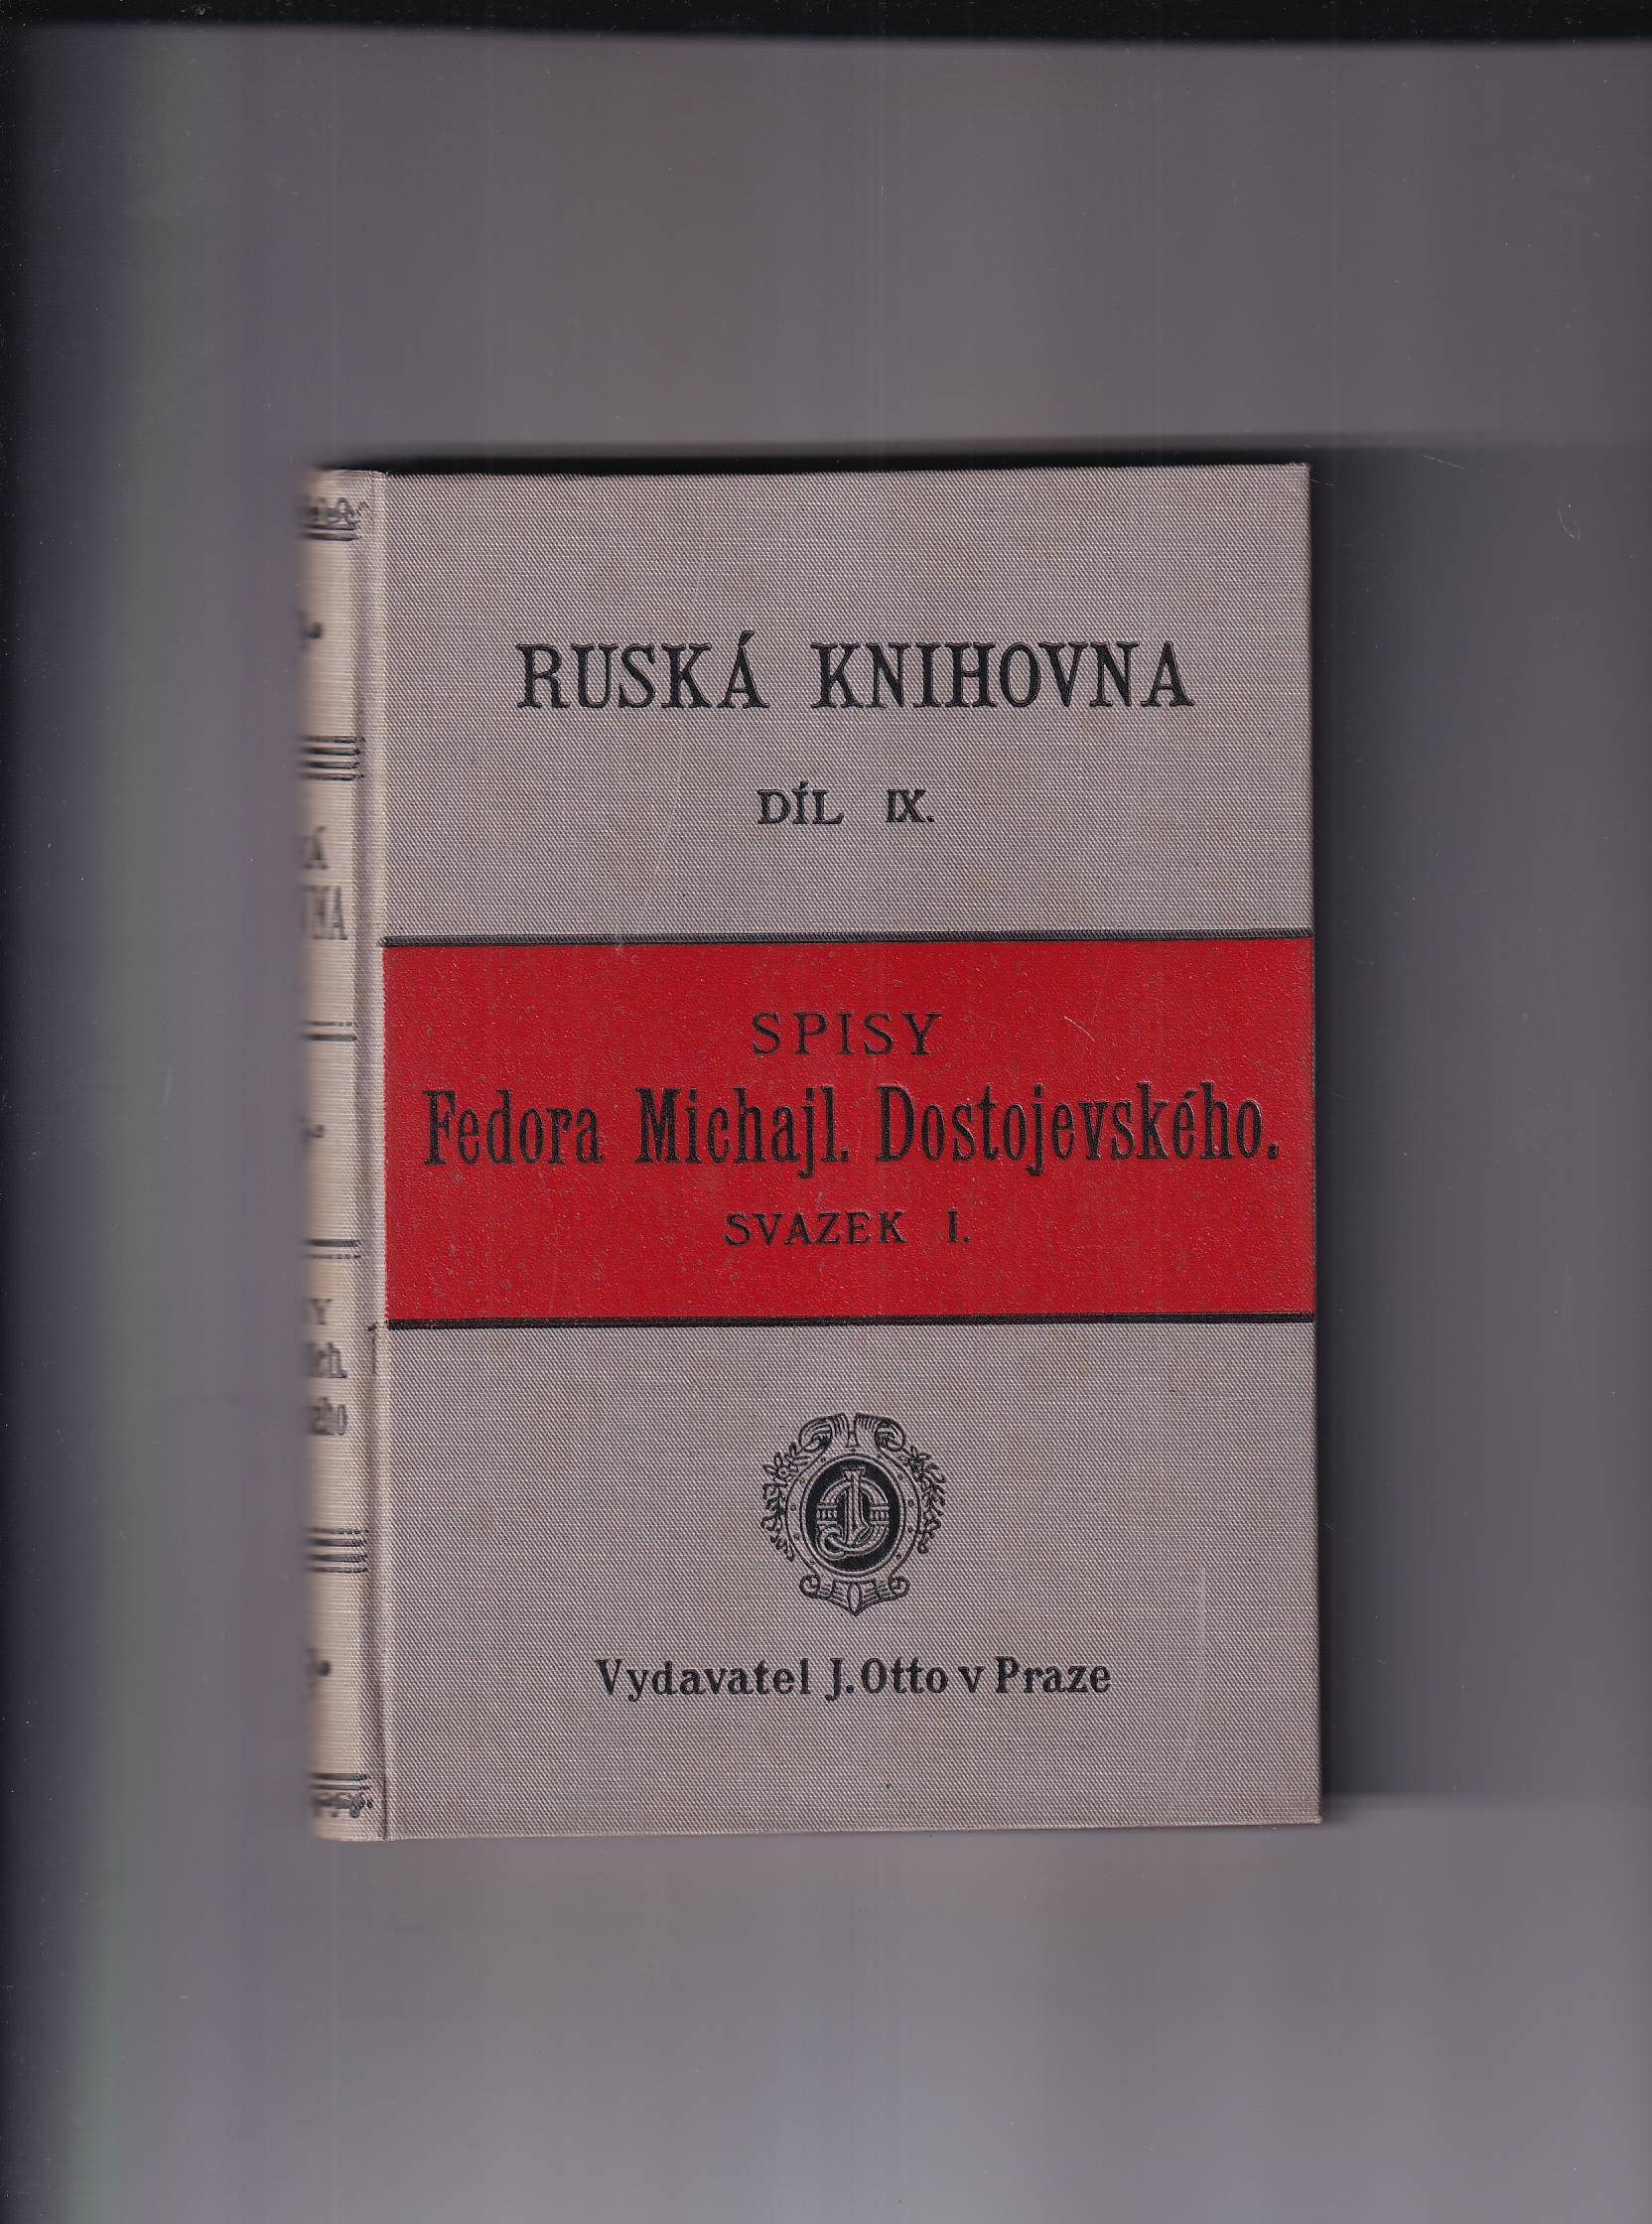 RUSKÁ KNIHOVNA
DÍL IX.
SPISY
Fedora Michajl. Dostojevského.
SVAZEK I.
Vydavatel J. Otto v Praze